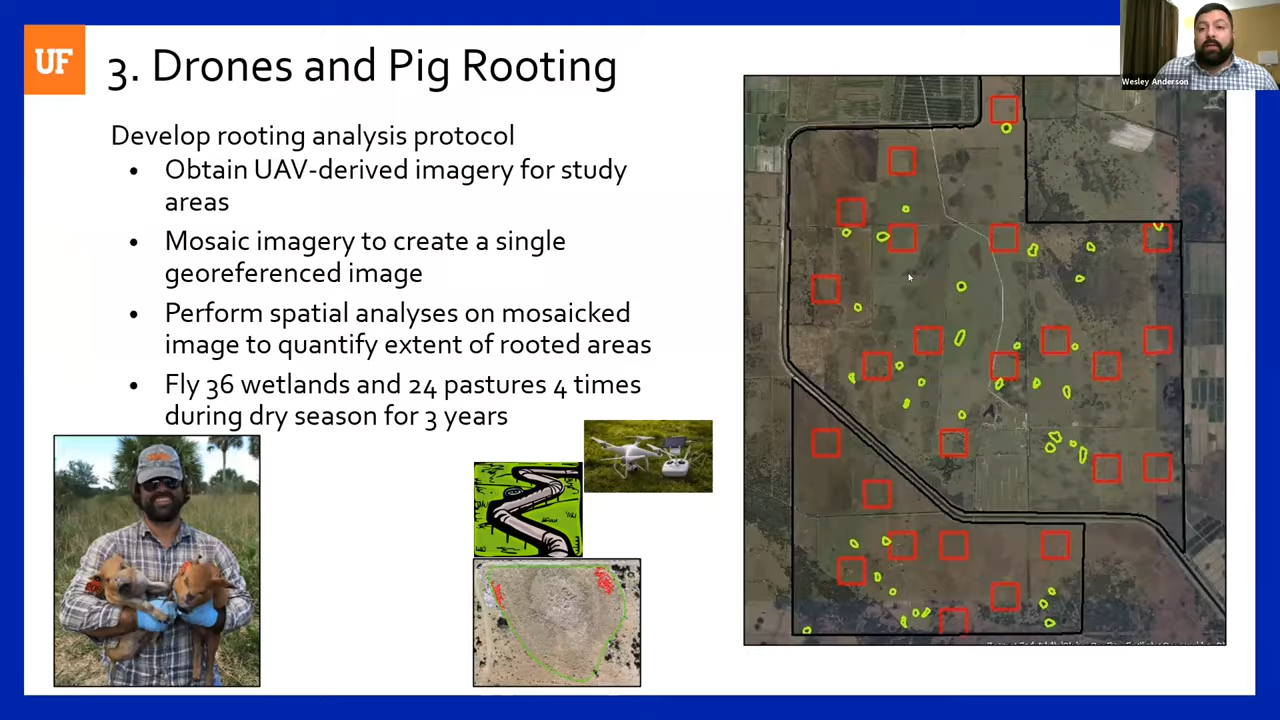 UF
3. Drones and Pig Rooting
Wesley Anderson
Develop rooting analysis protocol
• Obtain UAV-derived imagery for study
areas
• Mosaic imagery to create a single
georeferenced image
• Perform spatial analyses on mosaicked
image to quantify extent of rooted areas
• Fly 36 wetlands and 24 pastures 4 times
during dry season for 3 years